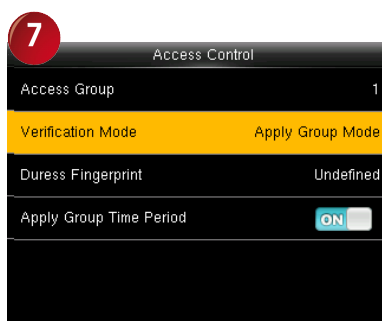 7
Access Control
Access Group 1
Verification Mode Apply Group Mode
Duress Fingerprint Undefined
Apply Group Time Period ON